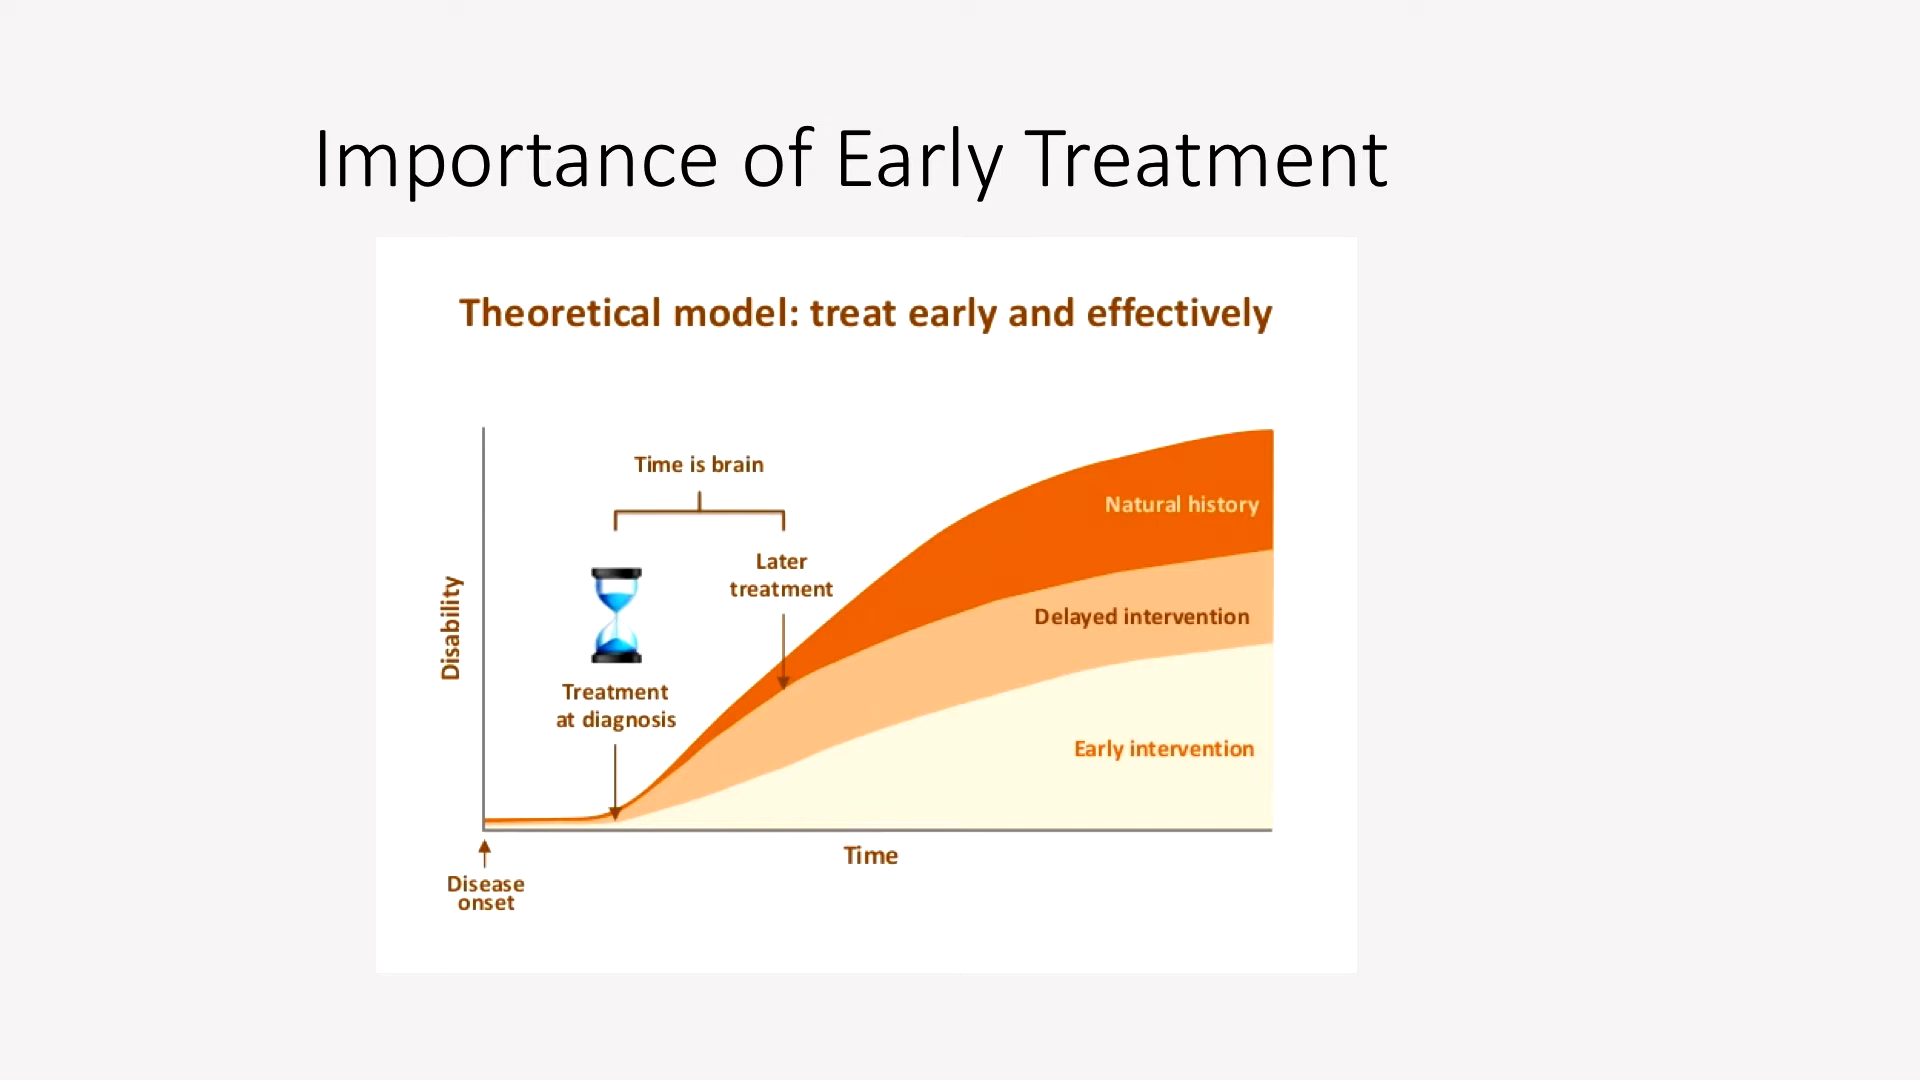 Importance of Early Treatment
Theoretical model: treat early and effectively
Time is brain
Later
treatment
Treatment
at diagnosis
Natural history
Delayed intervention
Early intervention
Disability
Time
Disease
onset